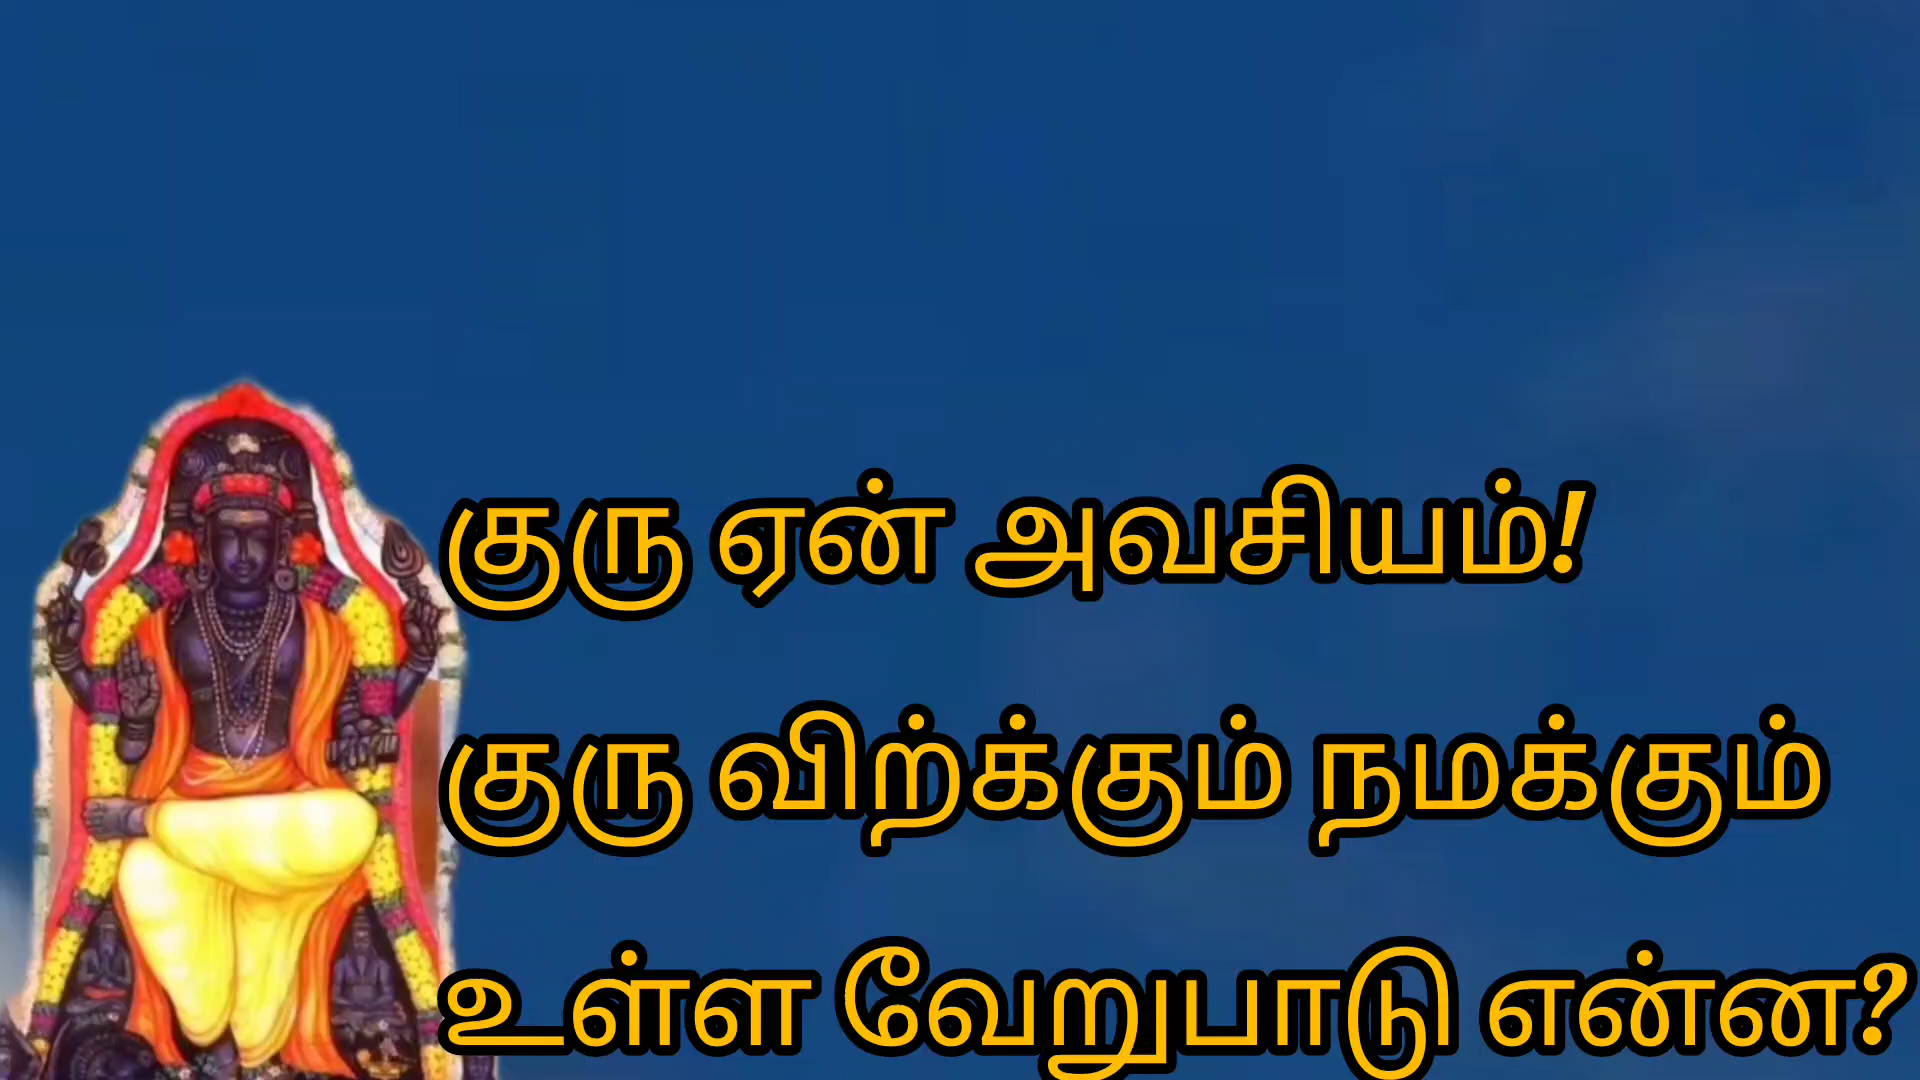 குரு ஏன் அவசியம்!
குரு விற்க்கும் நமக்கும்
உள்ள வேறுபாடு என்ன?